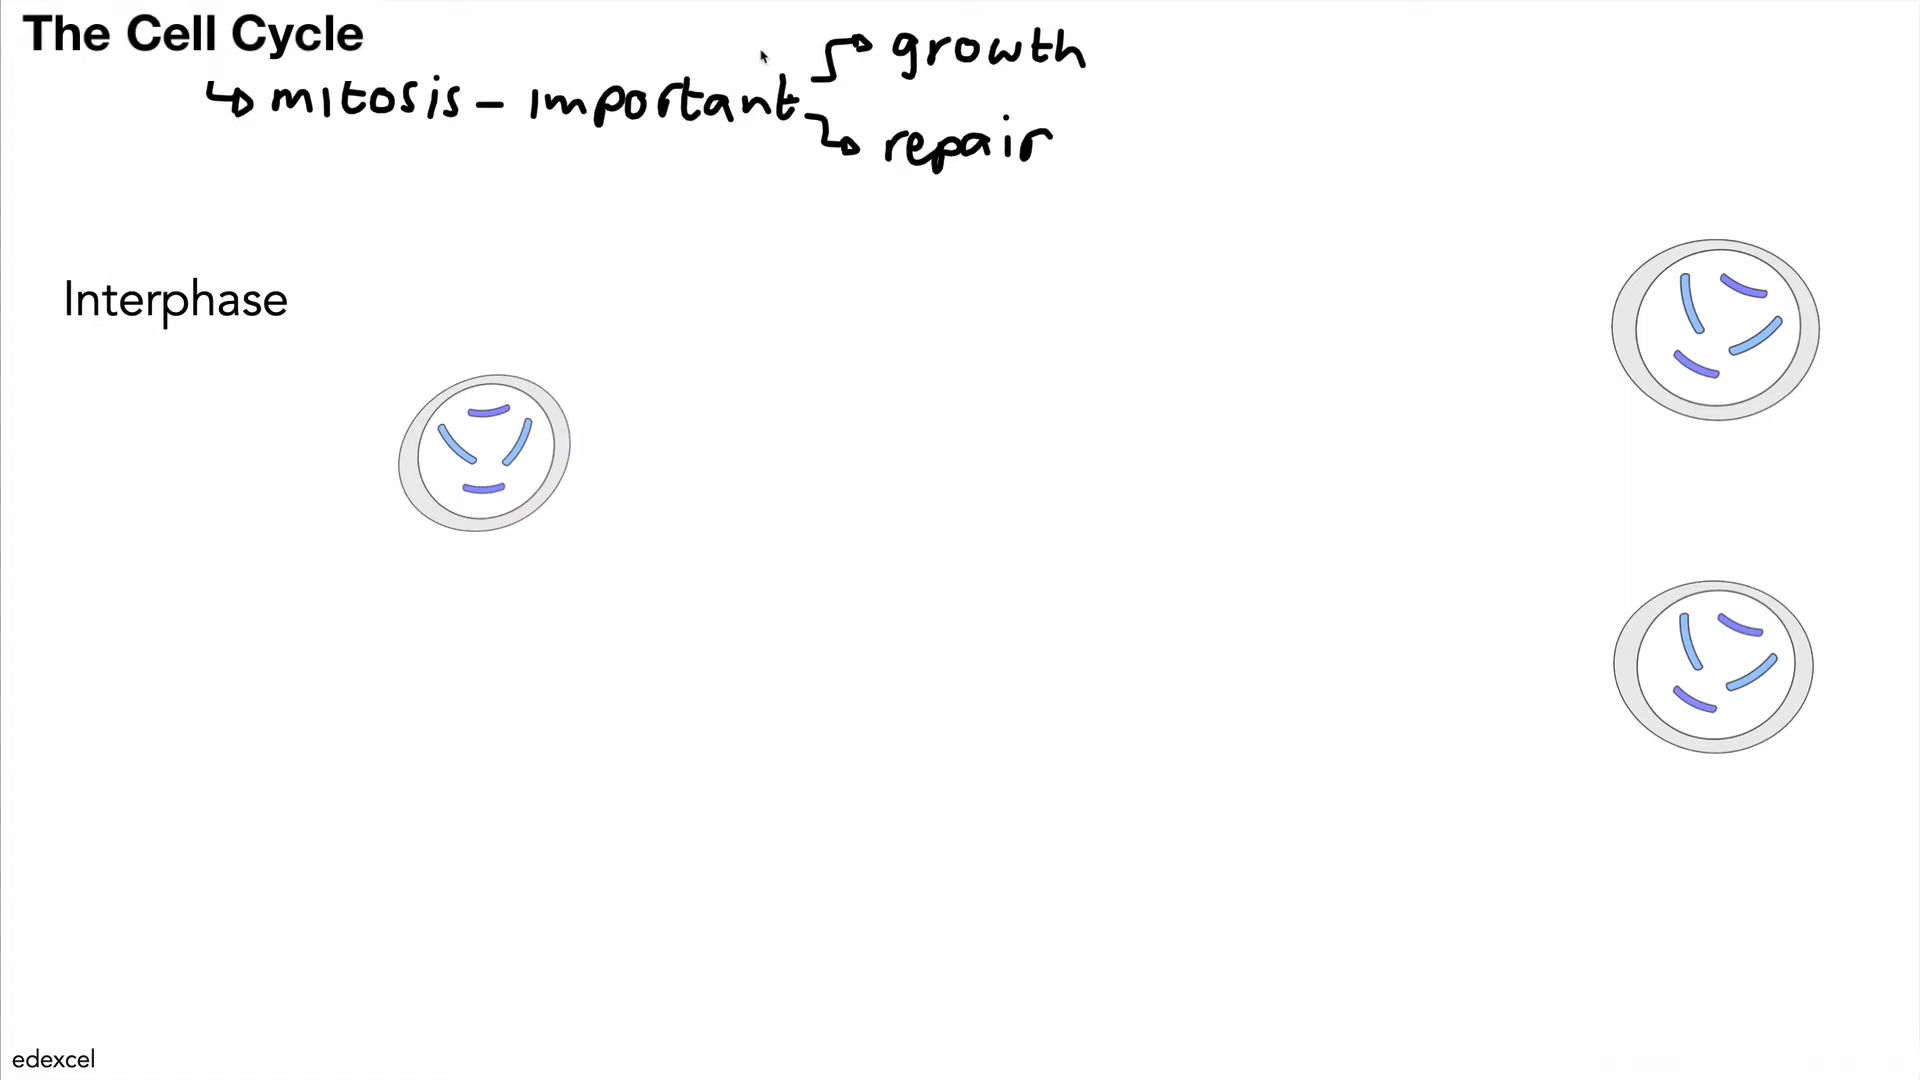 The Cell Cycle
↳ mitosis - important
growth
repair
Interphase
edexcel